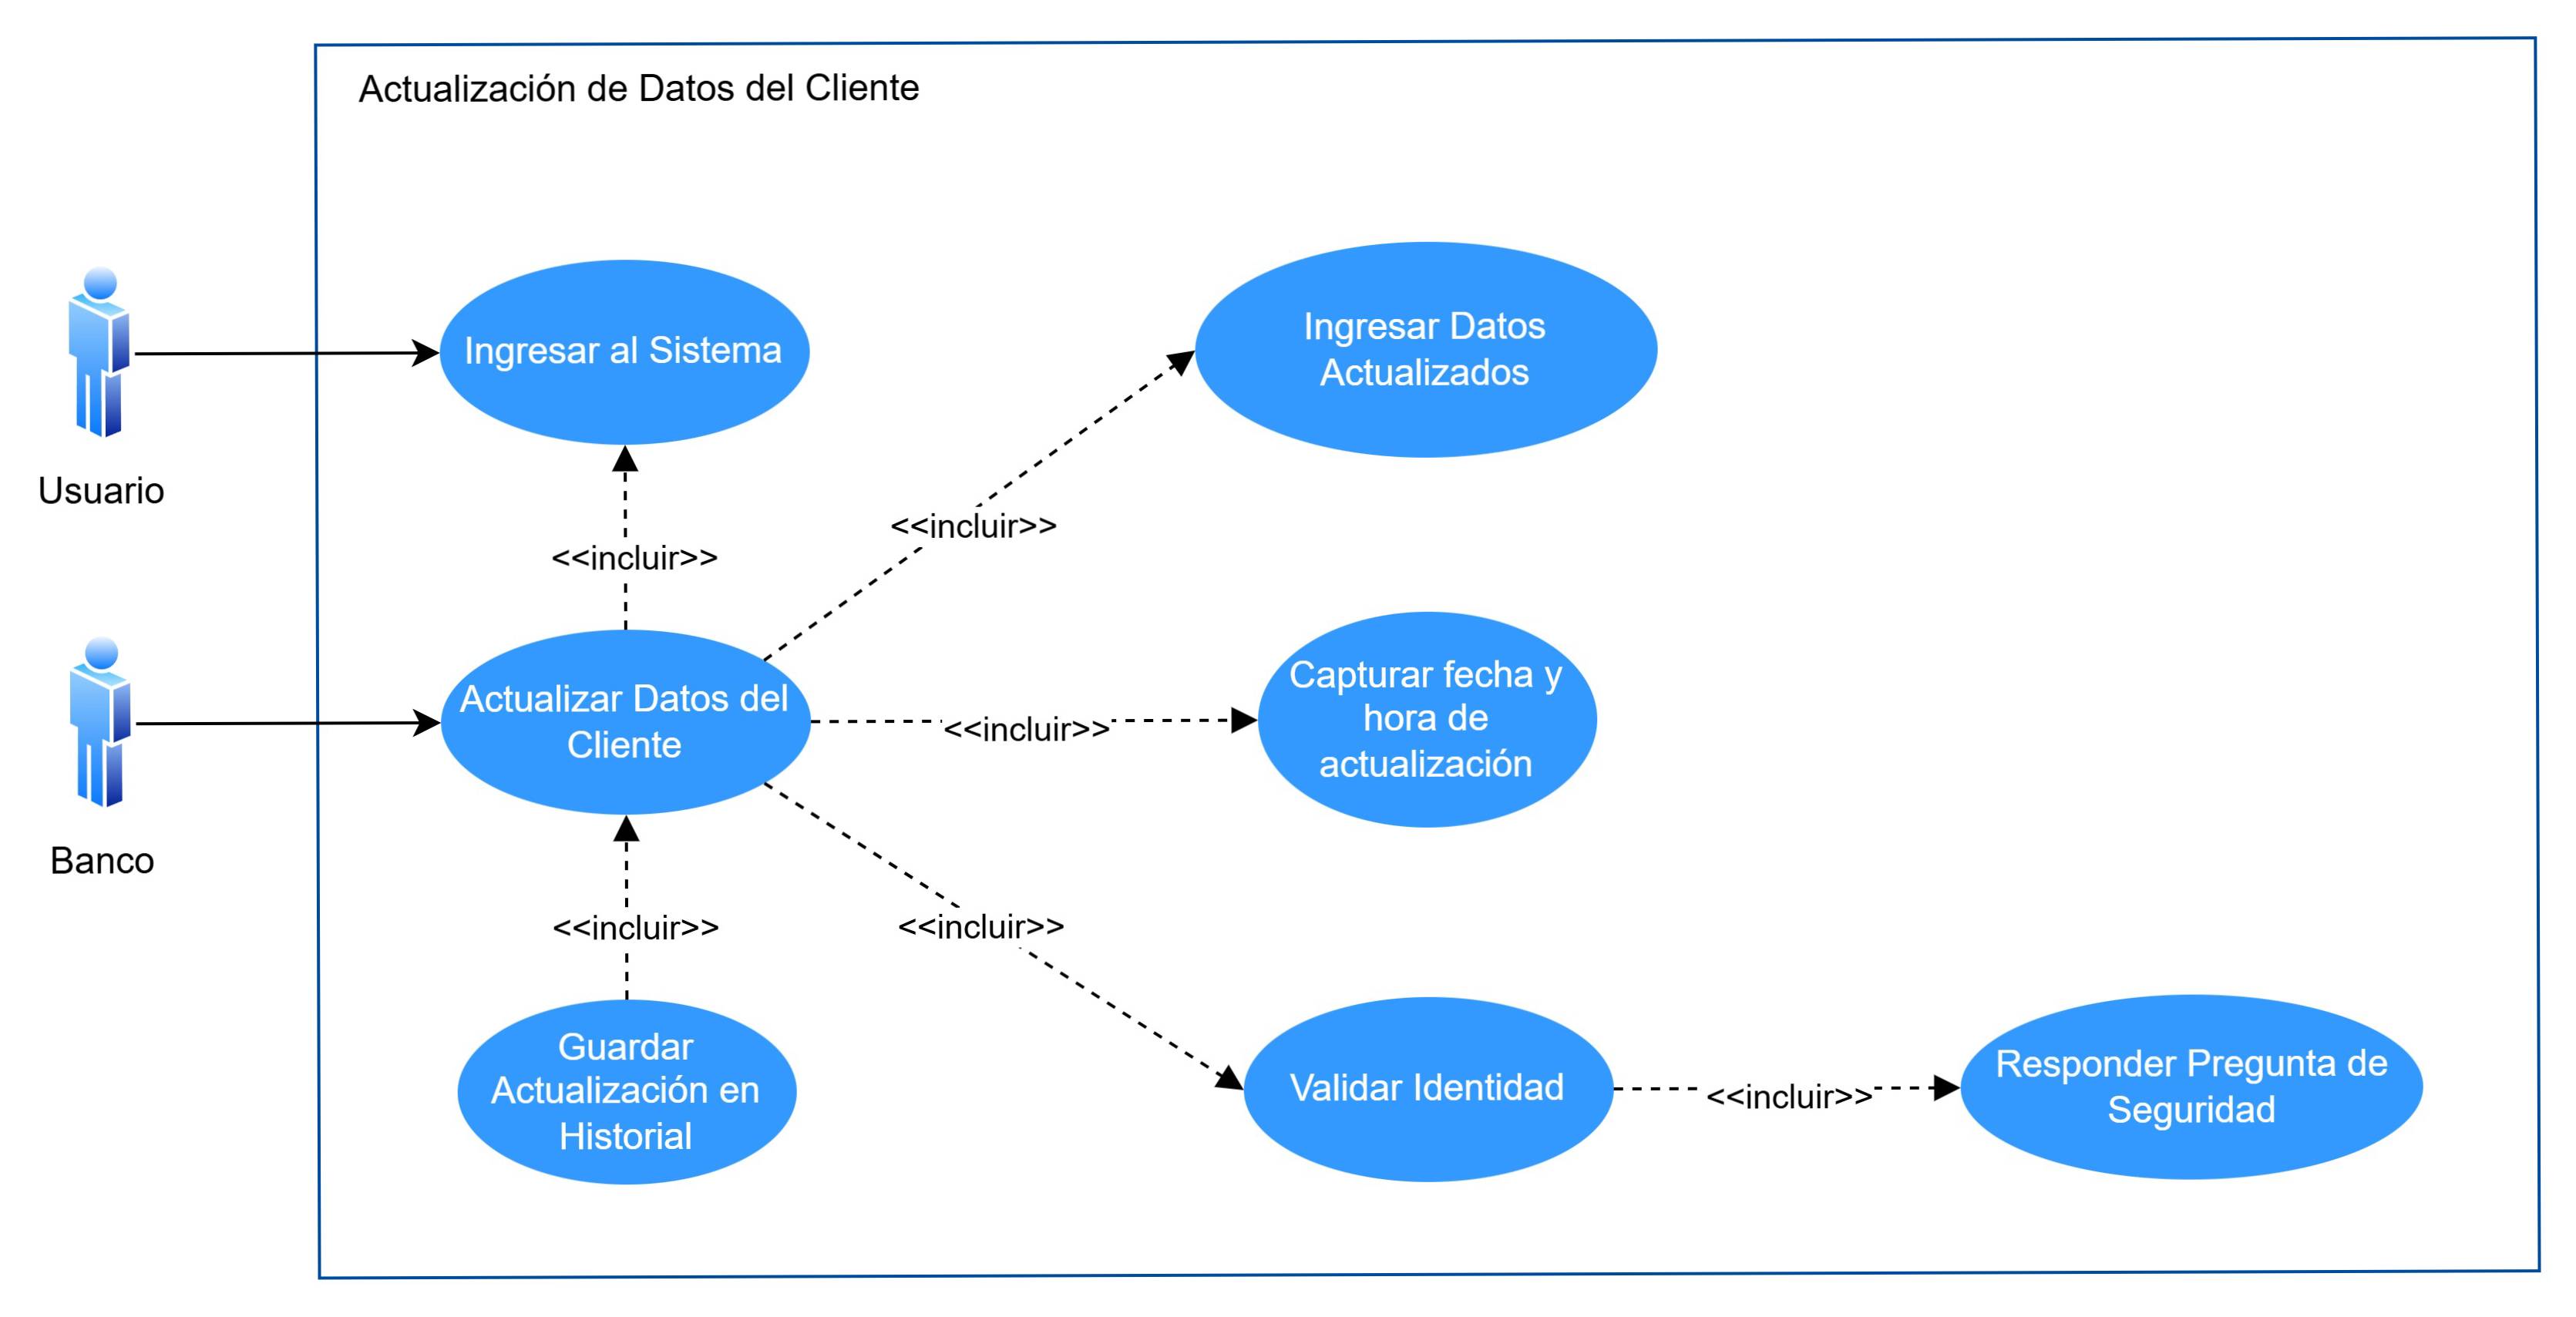 Actualización de Datos del Cliente
Ingresar al Sistema
Ingresar Datos
Actualizados
Usuario
<<incluir>>
<<incluir>>
Actualizar Datos del
Cliente
<<incluir>>
Capturar fecha y
hora de
actualización
Banco
<<incluir>>
<<incluir>>
Guardar
Actualización en
Historial
Validar Identidad
<<incluir>>
Responder Pregunta de
Seguridad